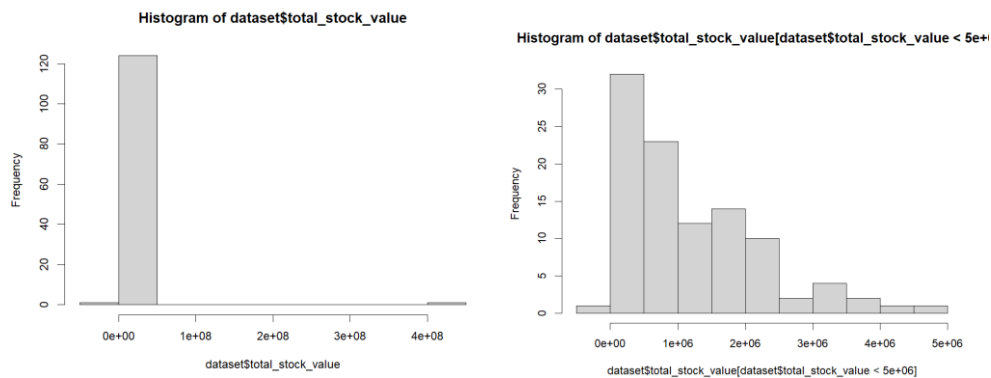 Histogram of dataset$total_stock_value
Frequency
0 20 40 60 80 100 120
0e+00 1e+08 2e+08 3e+08 4e+08
dataset$total_stock_value
Histogram of dataset$total_stock_value[dataset$total_stock_value < 5e+0
Frequency
0 5 10 15 20 25 30
0e+00 1e+06 2e+06 3e+06 4e+06 5e+06
dataset$total_stock_value[dataset$total_stock_value < 5e+06]